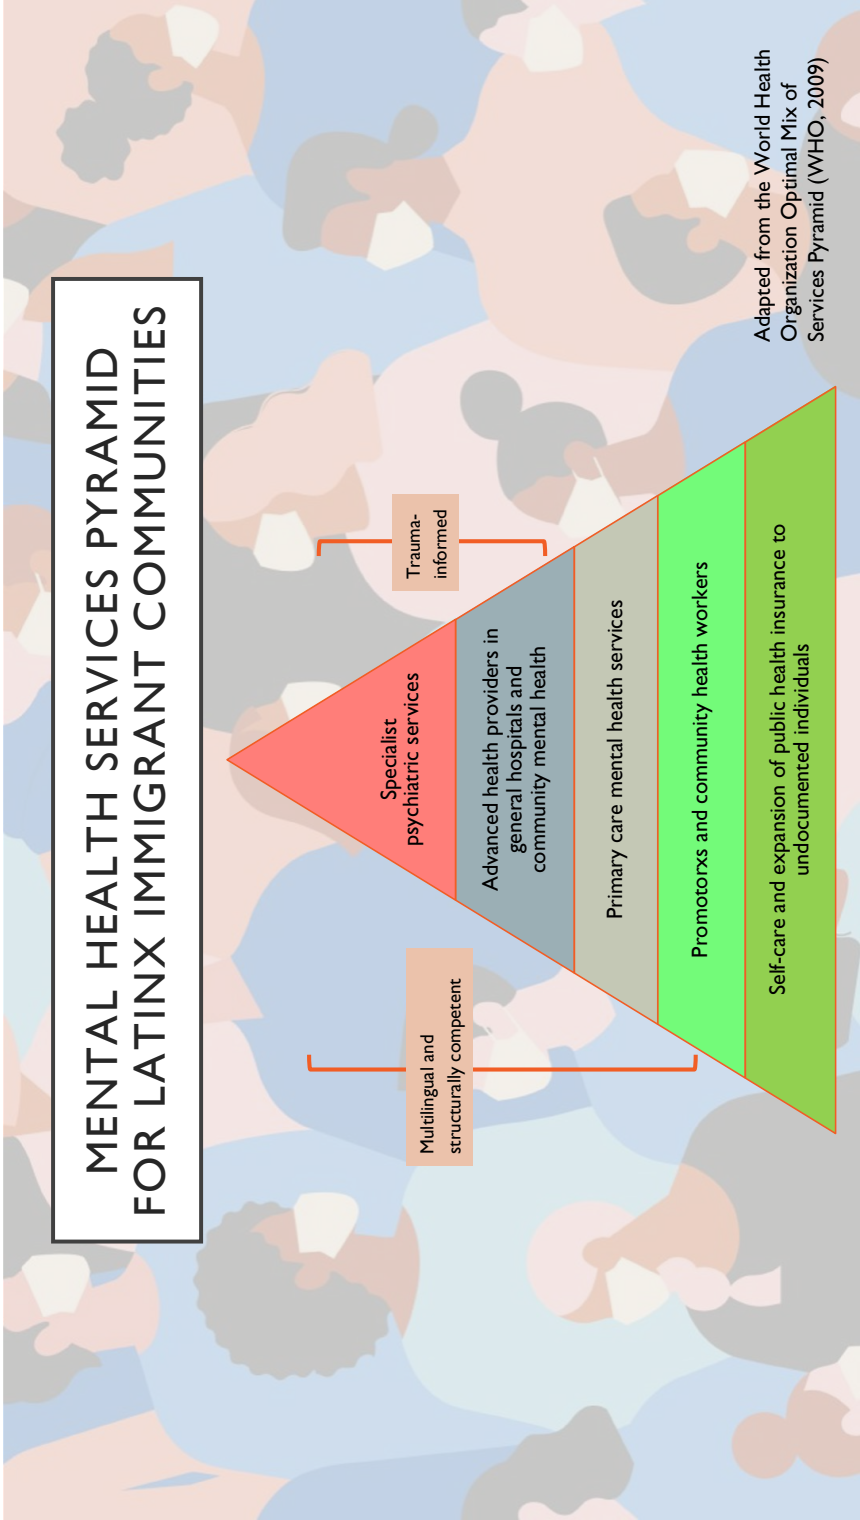 MENTAL HEALTH SERVICES PYRAMID
FOR LATINX IMMIGRANT COMMUNITIES
Multilingual and
structurally competent
Trauma-
informed
Specialist
psychiatric services
Advanced health providers in
general hospitals and
community mental health
Primary care mental health services
Promotorxs and community health workers
Self-care and expansion of public health insurance to
undocumented individuals
Adapted from the World Health
Organization Optimal Mix of
Services Pyramid (WHO, 2009)